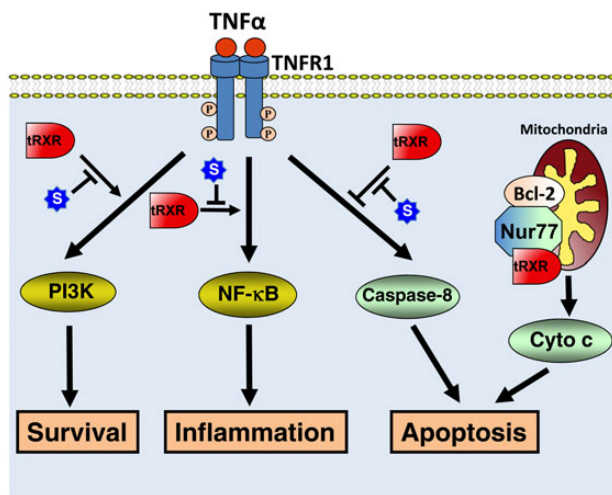 TNFα
TNFR1
P
P
P
P
tRXR
S
S
tRXR
tRXR
S
Mitochondria
Bcl-2
Nur77
tRXR
PI3K
NF-κB
Caspase-8
Cyto c
Survival
Inflammation
Apoptosis